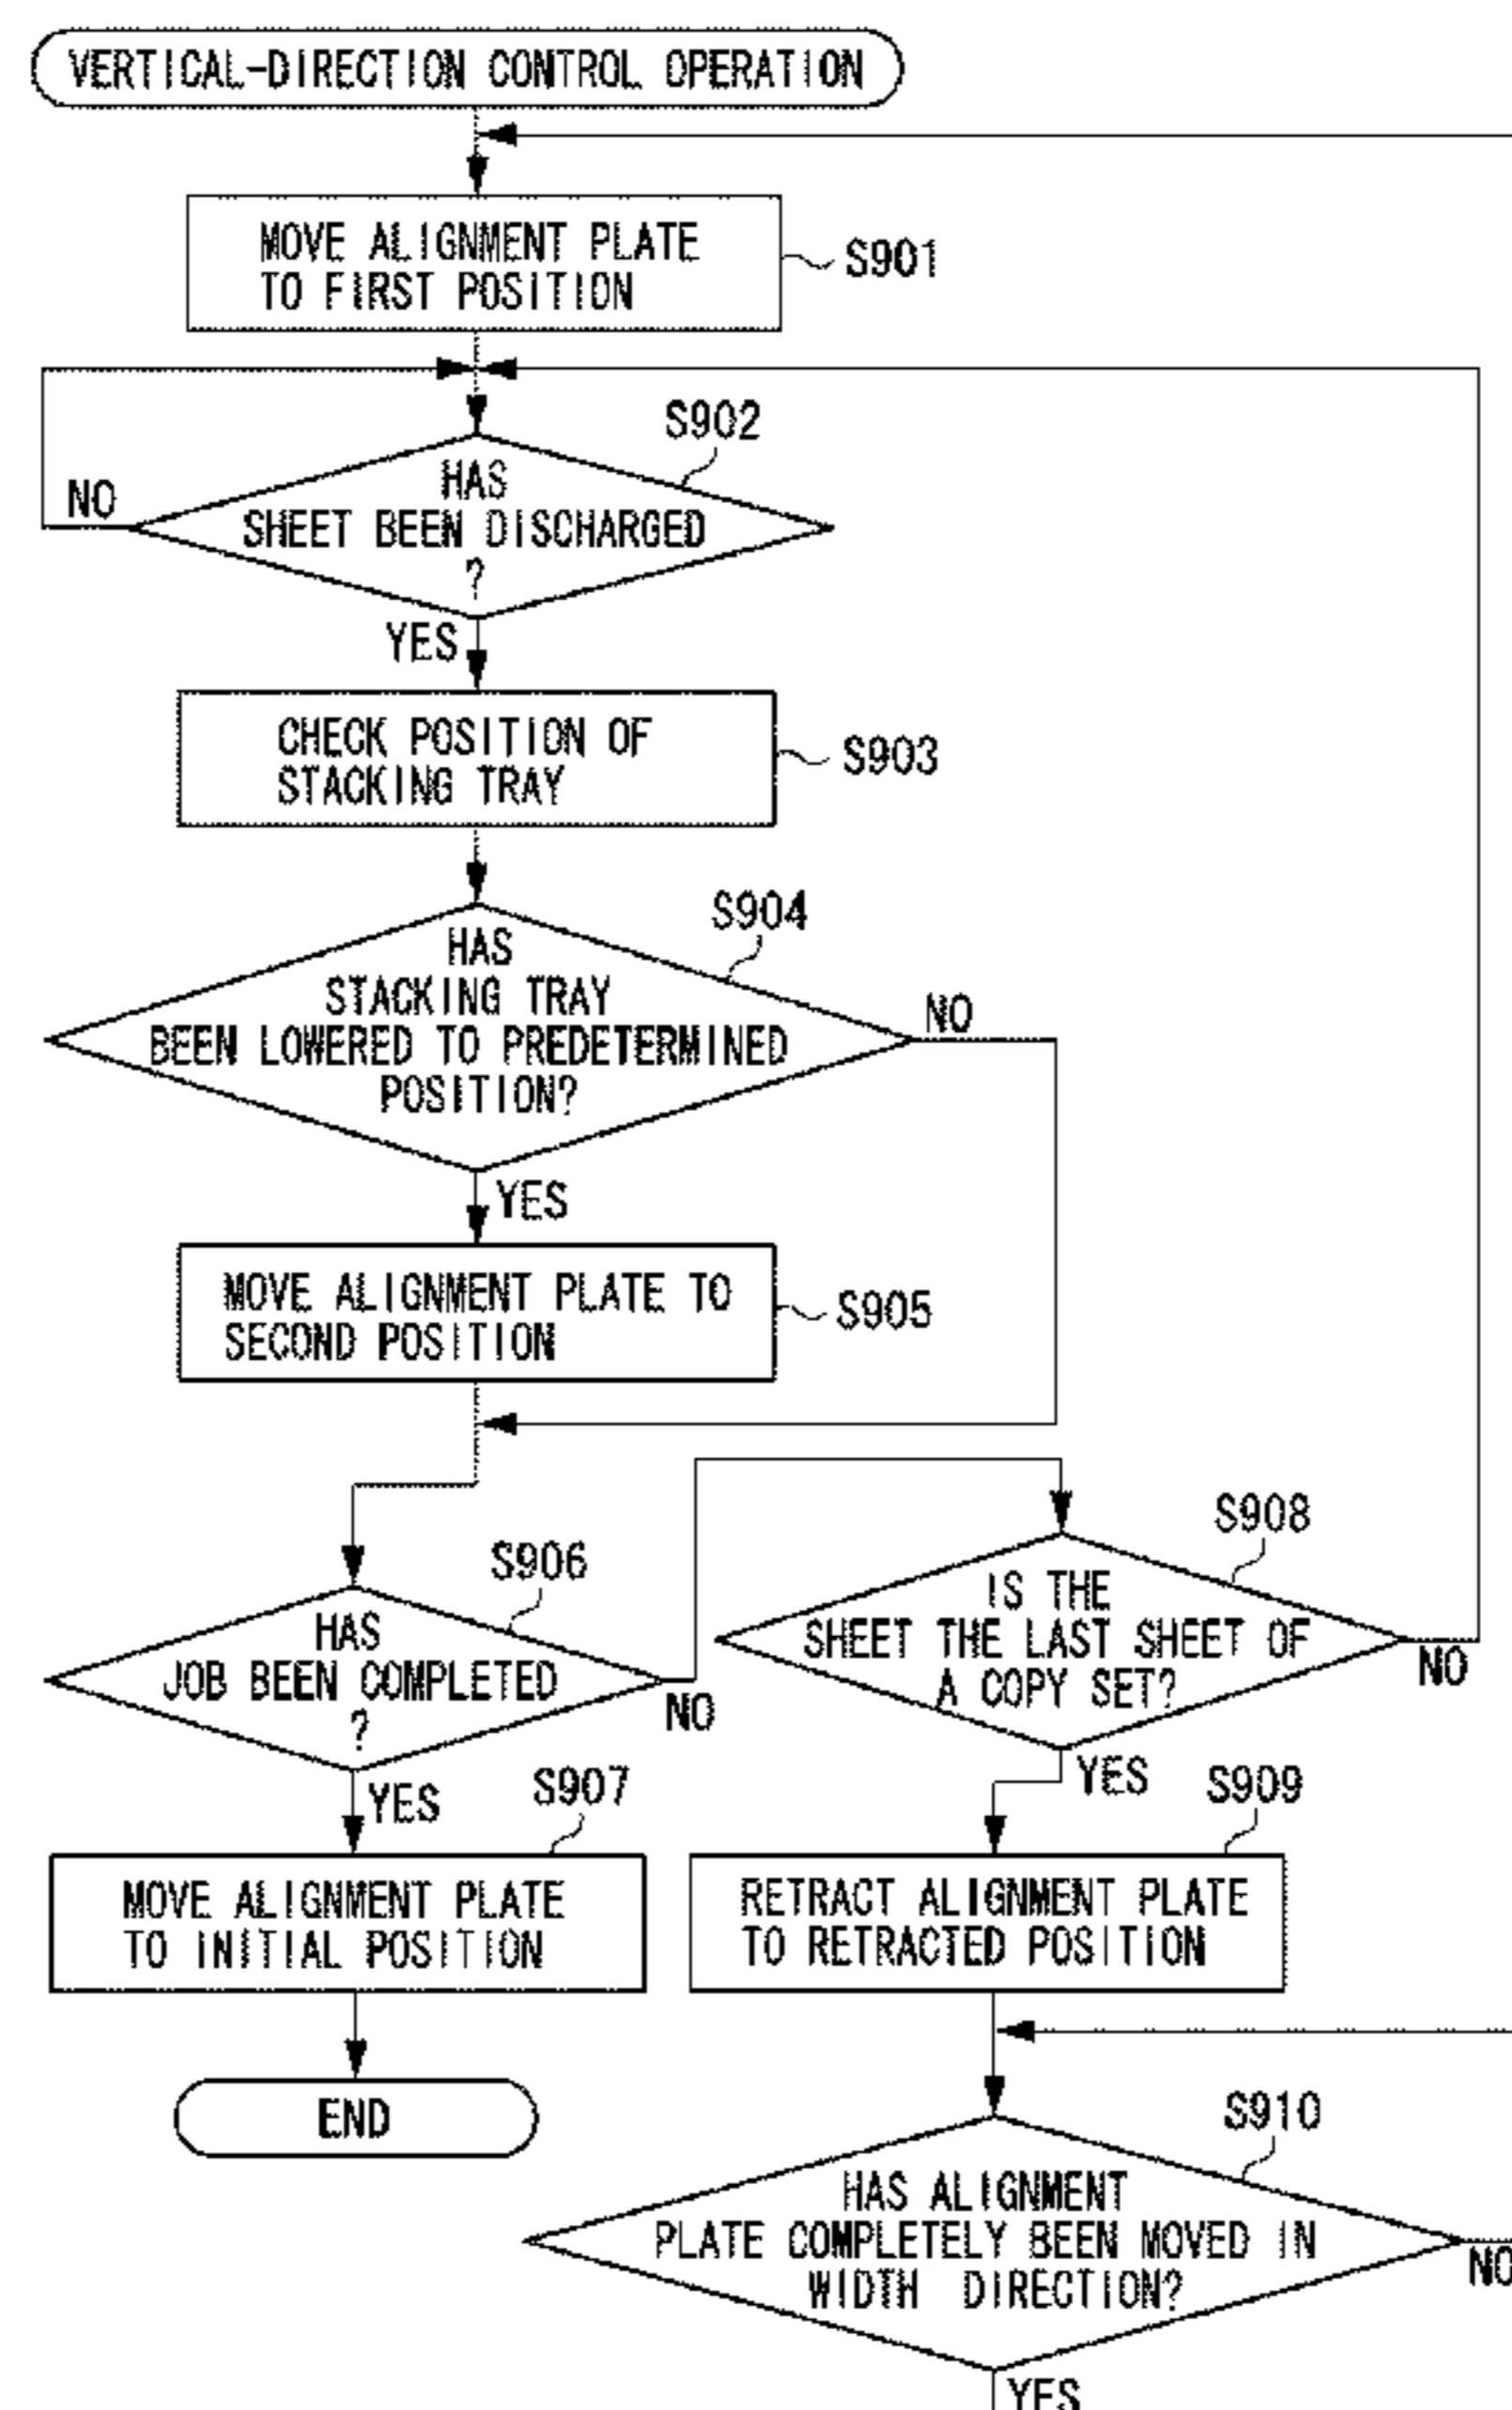 VERTICAL-DIRECTION CONTROL OPERATION
MOVE ALIGNMENT PLATE
TO FIRST POSITION
S901
S902
HAS
SHEET BEEN DISCHARGED
?
NO
YES
CHECK POSITION OF
STACKING TRAY
S903
S904
HAS
STACKING TRAY
BEEN LOWERED TO PREDETERMINED
POSITION?
NO
YES
MOVE ALIGNMENT PLATE TO
SECOND POSITION
S905
S906
HAS
JOB BEEN COMPLETED
?
NO
YES
S908
IS THE
SHEET THE LAST SHEET OF
A COPY SET?
NO
YES
S907
MOVE ALIGNMENT PLATE
TO INITIAL POSITION
END
S909
RETRACT ALIGNMENT PLATE
TO RETRACTED POSITION
S910
HAS ALIGNMENT
PLATE COMPLETELY BEEN MOVED IN
WIDTH DIRECTION?
NO
YES